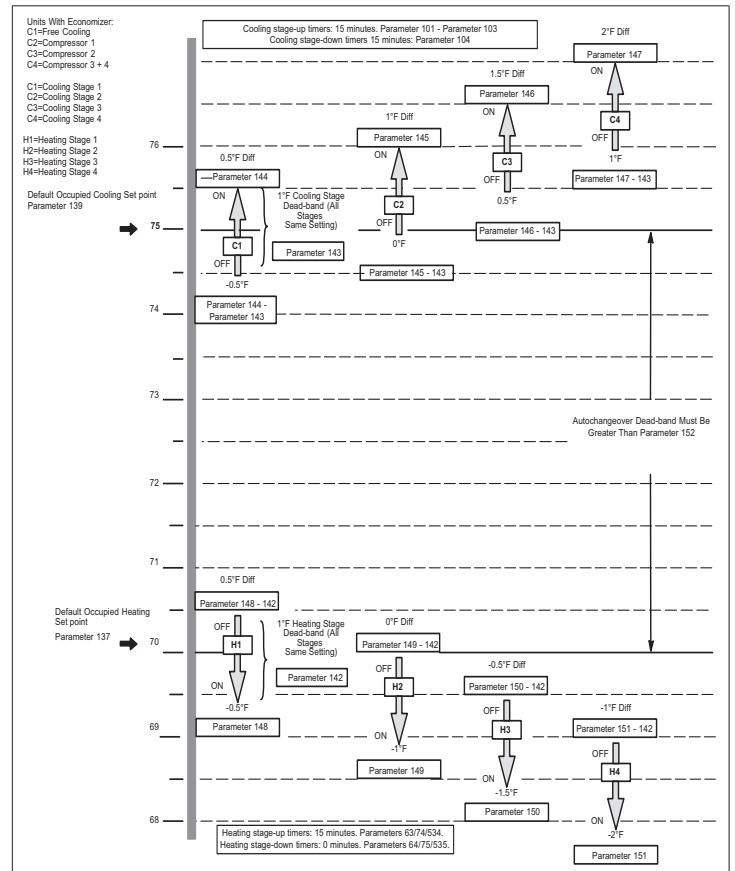 Units With Economizer:
C1=Free Cooling
C2=Compressor 1
C3=Compressor 2
C4=Compressor 3 + 4
C1=Cooling Stage 1
C2=Cooling Stage 2
C3=Cooling Stage 3
C4=Cooling Stage 4
H1=Heating Stage 1
H2=Heating Stage 2
H3=Heating Stage 3
H4=Heating Stage 4
Default Occupied Cooling Set point
Parameter 139
Cooling stage-up timers: 15 minutes. Parameter 101 - Parameter 103
Cooling stage-down timers 15 minutes: Parameter 104
2°F Diff
Parameter 147
ON
C4
OFF
1°F
Parameter 147 - 143
1.5°F Diff
Parameter 146
ON
C3
OFF
0.5°F
Parameter 146 - 143
1°F Diff
Parameter 145
ON
C2
OFF
0°F
Parameter 145 - 143
0.5°F Diff
Parameter 144
ON
C1
OFF
-0.5°F
Parameter 144 -
Parameter 143
1°F Cooling Stage
Dead-band (All
Stages
Same Setting)
Parameter 143
76
75
74
73
72
71
70
69
68
Autochangeover Dead-band Must Be
Greater Than Parameter 152
Default Occupied Heating
Set point
Parameter 137
0.5°F Diff
Parameter 148 - 142
OFF
H1
ON
-0.5°F
Parameter 148
1°F Heating Stage
Dead-band (All
Stages
Same Setting)
Parameter 142
0°F Diff
Parameter 149 - 142
OFF
H2
ON
-1°F
Parameter 149
-0.5°F Diff
Parameter 150 - 142
OFF
H3
ON
-1.5°F
Parameter 150
-1°F Diff
Parameter 151 - 142
OFF
H4
ON
-2°F
Parameter 151
Heating stage-up timers: 15 minutes. Parameters 63/74/534.
Heating stage-down timers: 0 minutes. Parameters 64/75/535.